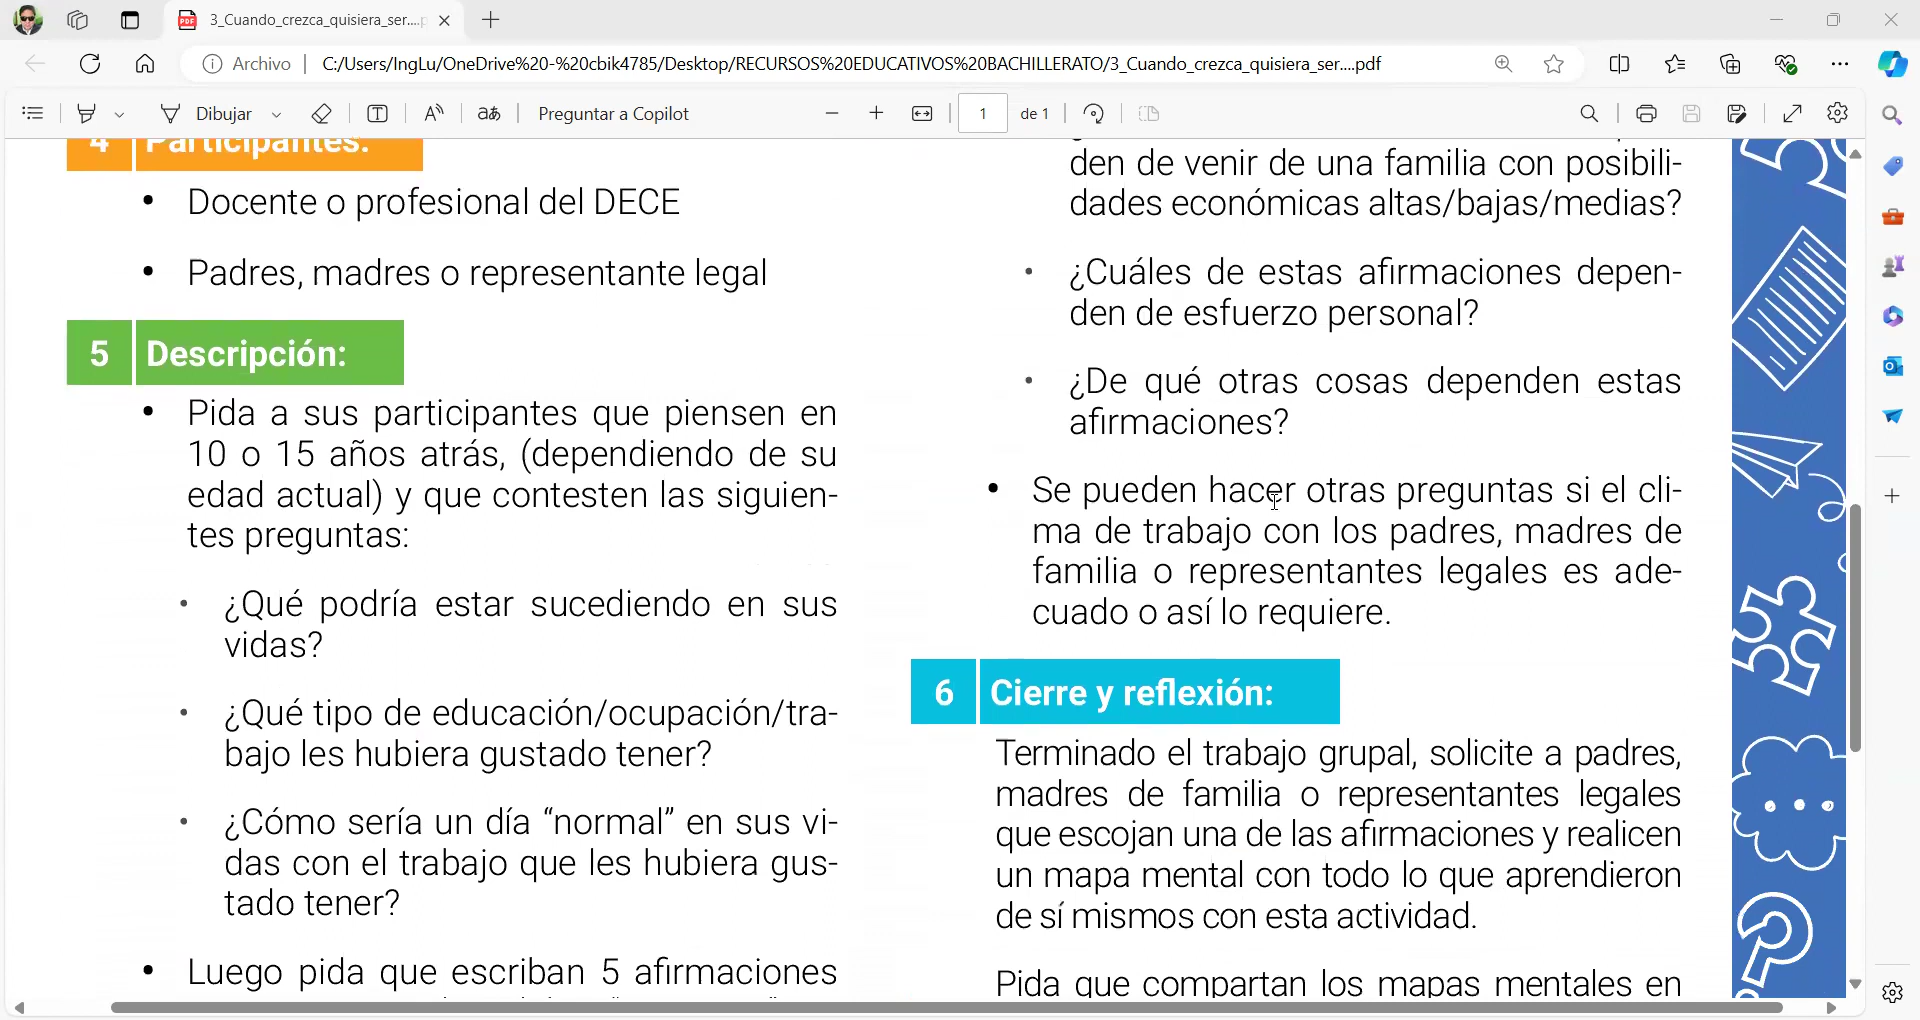 3_Cuando_crezca_quisiera_ser....p
Archivo
C:/Users/IngLu/OneDrive%20-%20cbik4785/Desktop/RECURSOS%20EDUCATIVOS%20BACHILLERATO/3_Cuando_crezca_quisiera_ser....pdf
Dibujar
Preguntar a Copilot
1 de 1
4 Participantes:
• Docente o profesional del DECE
• Padres, madres o representante legal
5 Descripción:
• Pida a sus participantes que piensen en
10 o 15 años atrás, (dependiendo de su
edad actual) y que contesten las siguien-
tes preguntas:
• ¿Qué podría estar sucediendo en sus
vidas?
• ¿Qué tipo de educación/ocupación/tra-
bajo les hubiera gustado tener?
• ¿Cómo sería un día “normal” en sus vi-
das con el trabajo que les hubiera gus-
tado tener?
• Luego pida que escriban 5 afirmaciones
den de venir de una familia con posibili-
dades económicas altas/bajas/medias?
• ¿Cuáles de estas afirmaciones depen-
den de esfuerzo personal?
• ¿De qué otras cosas dependen estas
afirmaciones?
• Se pueden hacer otras preguntas si el cli-
ma de trabajo con los padres, madres de
familia o representantes legales es ade-
cuado o así lo requiere.
6 Cierre y reflexión:
Terminado el trabajo grupal, solicite a padres,
madres de familia o representantes legales
que escojan una de las afirmaciones y realicen
un mapa mental con todo lo que aprendieron
de sí mismos con esta actividad.
Pida que compartan los mapas mentales en